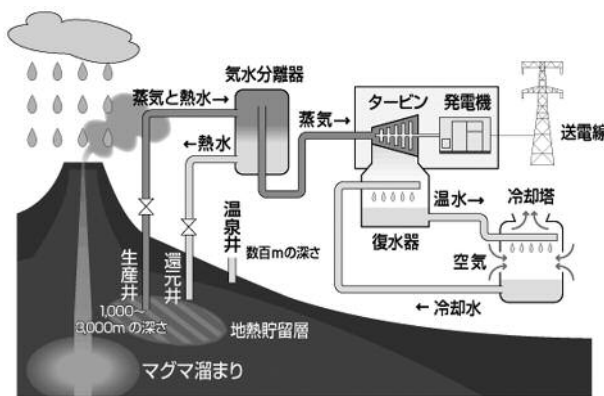 気水分離器
蒸気と熱水→
←熱水
蒸気→
タービン
発電機
送電線
温水→
冷却塔
復水器
空気
←冷却水
温泉井
数百mの深さ
生産井
還元井
1,000〜
3,000mの深さ
地熱貯留層
マグマ溜まり